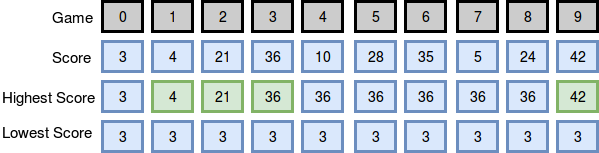 Game 0 1 2 3 4 5 6 7 8 9
Score 3 4 21 36 10 28 35 5 24 42
Highest Score 3 4 21 36 36 36 36 36 36 42
Lowest Score 3 3 3 3 3 3 3 3 3 3